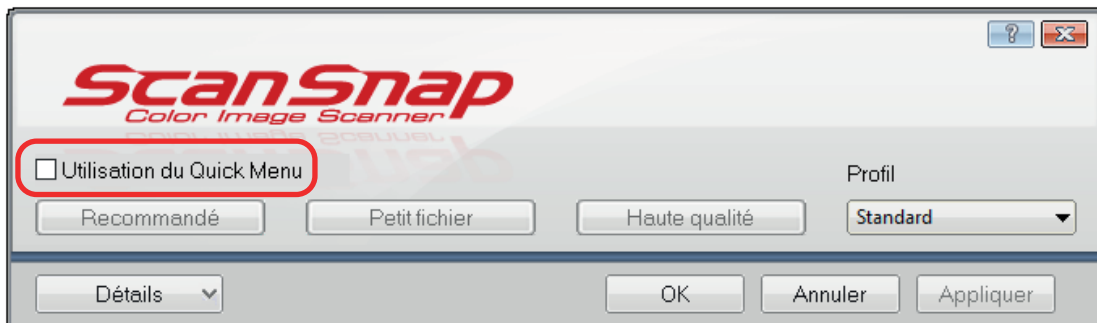 ?
ScanSnap
Color Image Scanner
Utilisation du Quick Menu
Profil
Recommandé
Petit fichier
Haute qualité
Standard
Détails
OK
Annuler
Appliquer